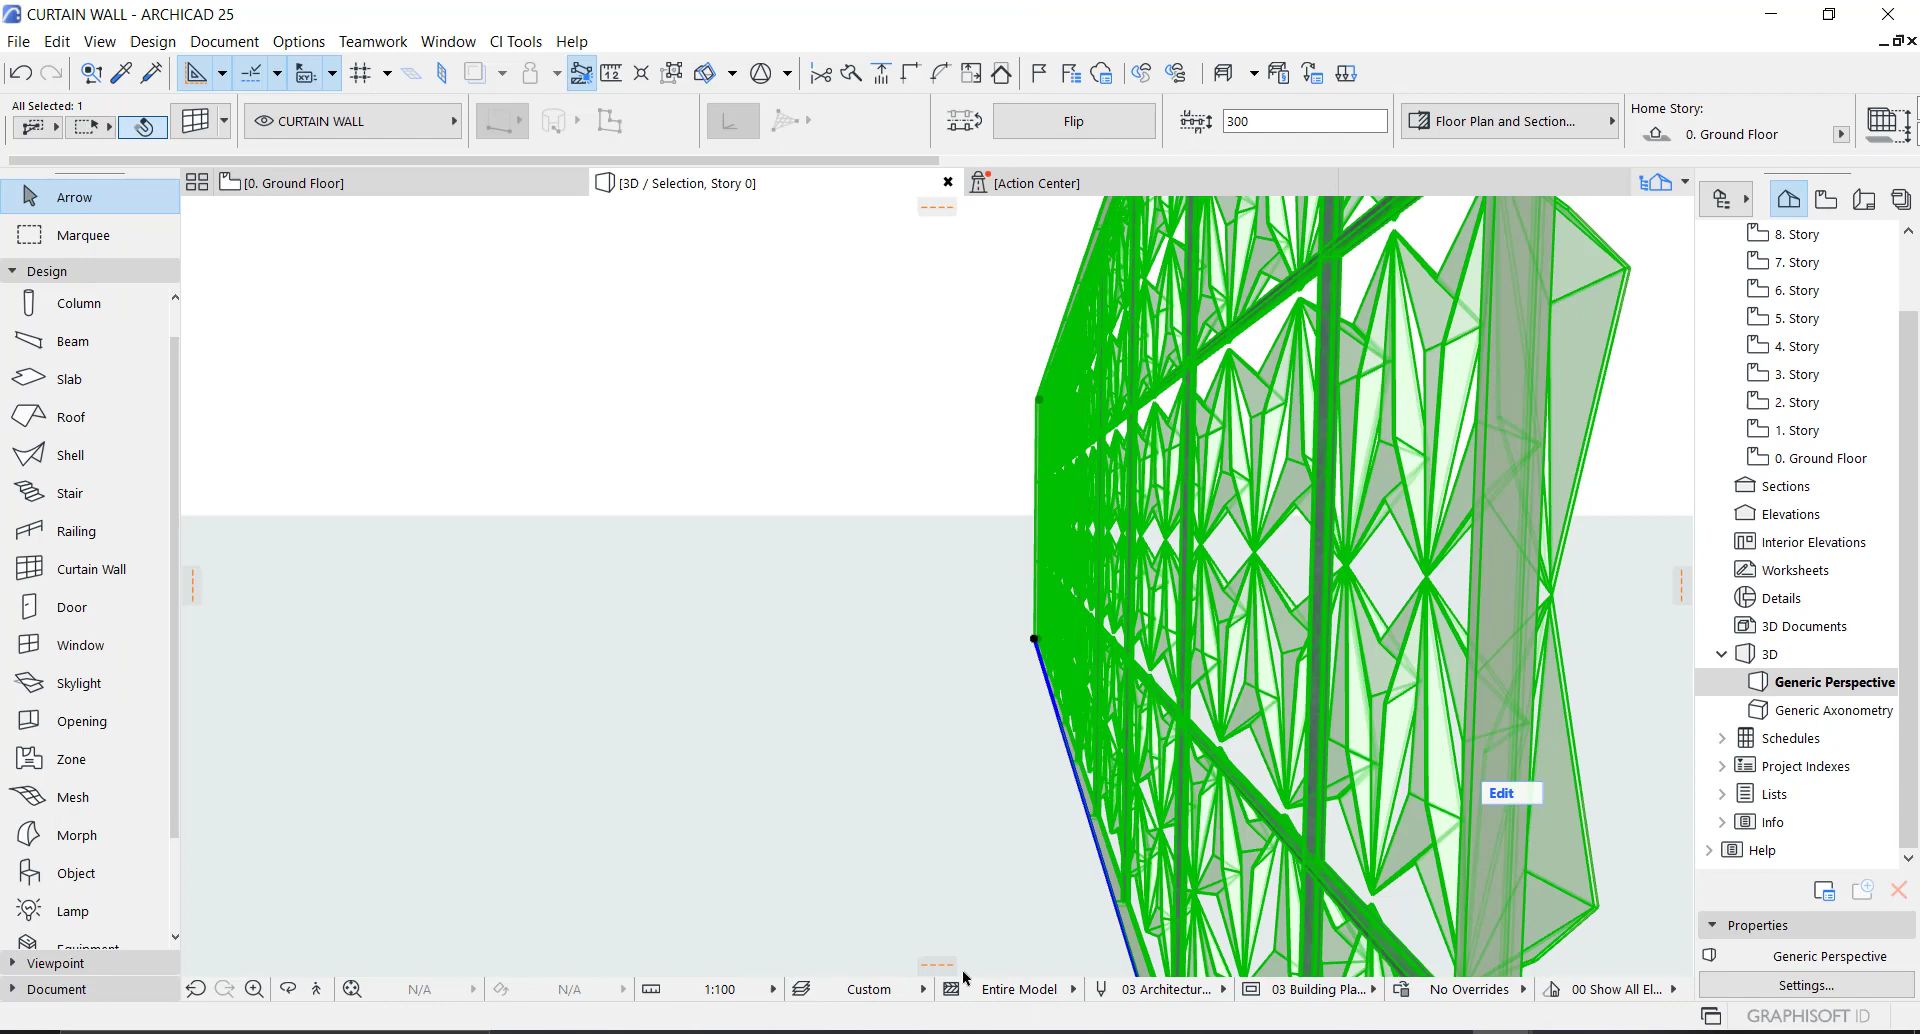 CURTAIN WALL - ARCHICAD 25
File Edit View Design Document Options Teamwork Window CI Tools Help
All Selected: 1
CURTAIN WALL
Flip
300
Floor Plan and Section...
Home Story:
0. Ground Floor
[0. Ground Floor]
[3D / Selection, Story 0]
[Action Center]
Arrow
Marquee
Design
Column
Beam
Slab
Roof
Shell
Stair
Railing
Curtain Wall
Door
Window
Skylight
Opening
Zone
Mesh
Morph
Object
Lamp
Equipment
Viewpoint
Document
Edit
8. Story
7. Story
6. Story
5. Story
4. Story
3. Story
2. Story
1. Story
0. Ground Floor
Sections
Elevations
Interior Elevations
Worksheets
Details
3D Documents
3D
Generic Perspective
Generic Axonometry
Schedules
Project Indexes
Lists
Info
Help
Properties
Generic Perspective
Settings...
N/A
N/A
1:100
Custom
Entire Model
03 Architectur...
03 Building Pla...
No Overrides
00 Show All El...
GRAPHISOFT ID